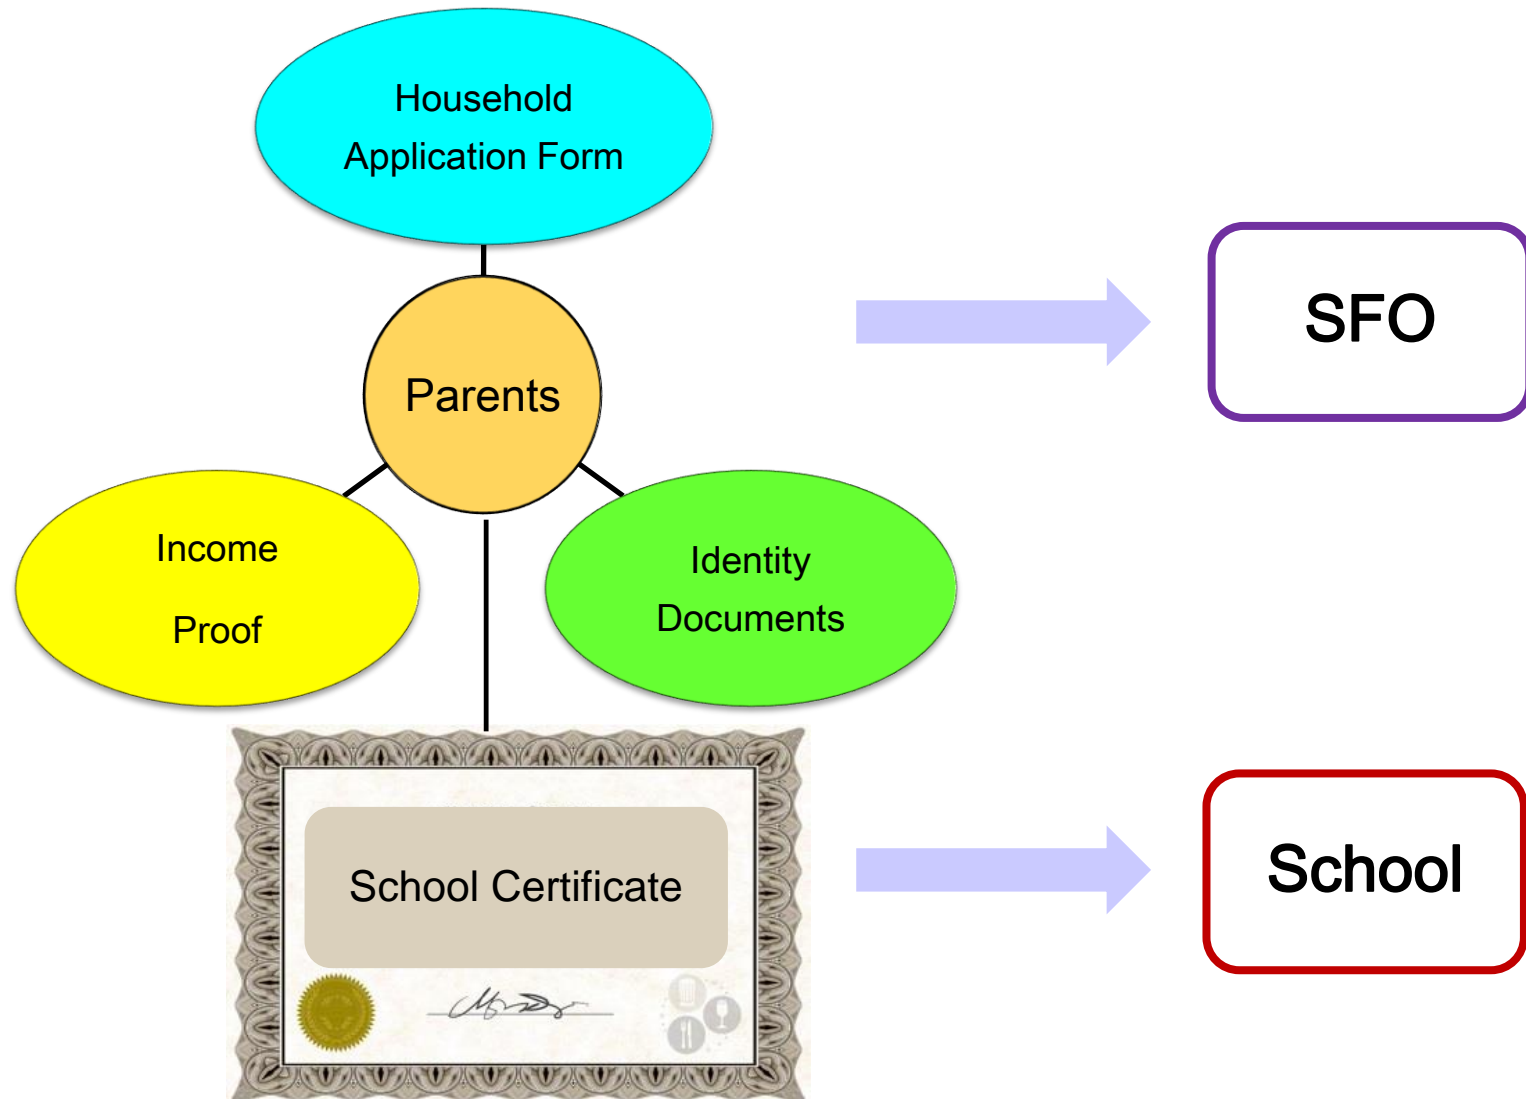 Household
Application Form
SFO
Parents
Income
Proof
Identity
Documents
School Certificate
School